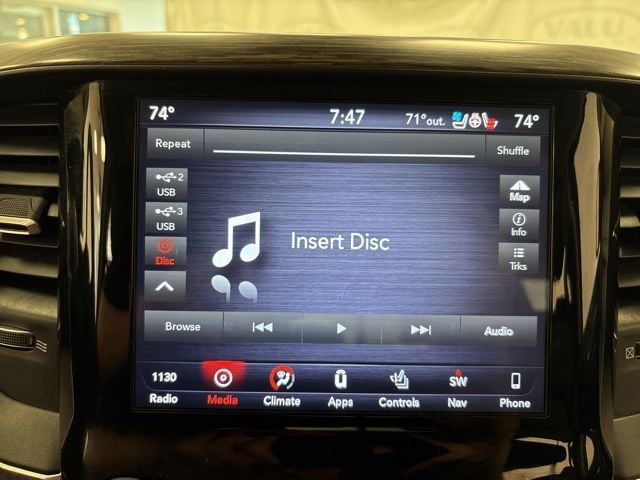 VALU
74° 7:47 71°out. 74°
Repeat Shuffle
2
USB
3
USB
Disc
Insert Disc
Map
Info
Trks
Browse Audio
1130
Radio Media Climate Apps Controls SW Nav Phone